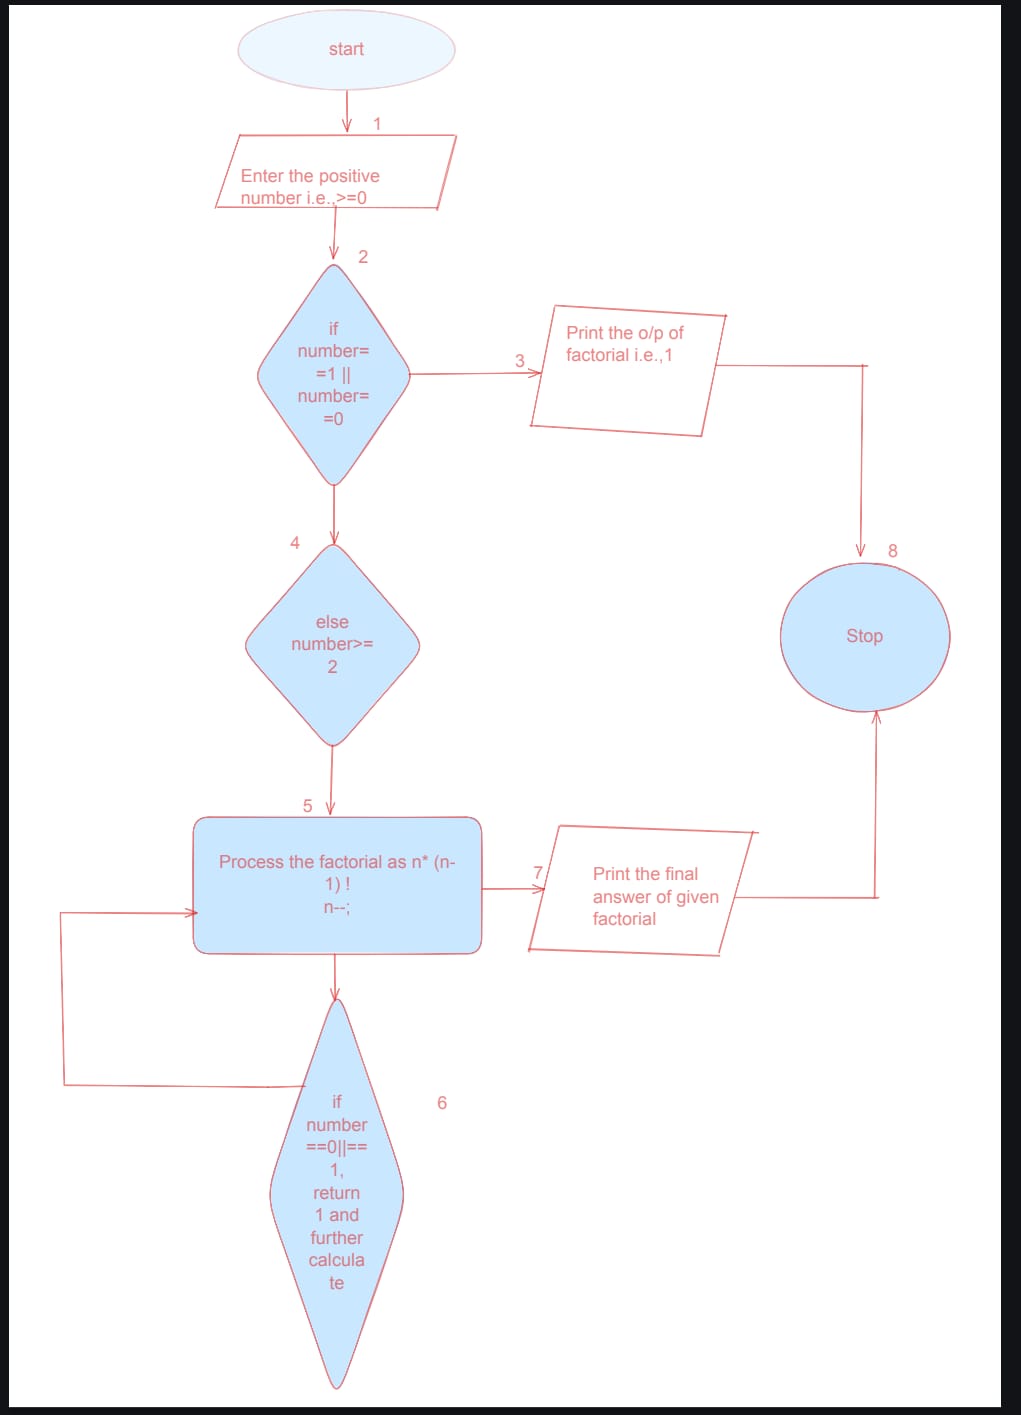 start
1
Enter the positive
number i.e.,>=0
2
if
number=
=1 ||
number=
=0
3
Print the o/p of
factorial i.e.,1
4
else
number>=
2
8
Stop
5
Process the factorial as n* (n-
1) !
n--;
7
Print the final
answer of given
factorial
6
if
number
==0||==
1,
return
1 and
further
calcula
te